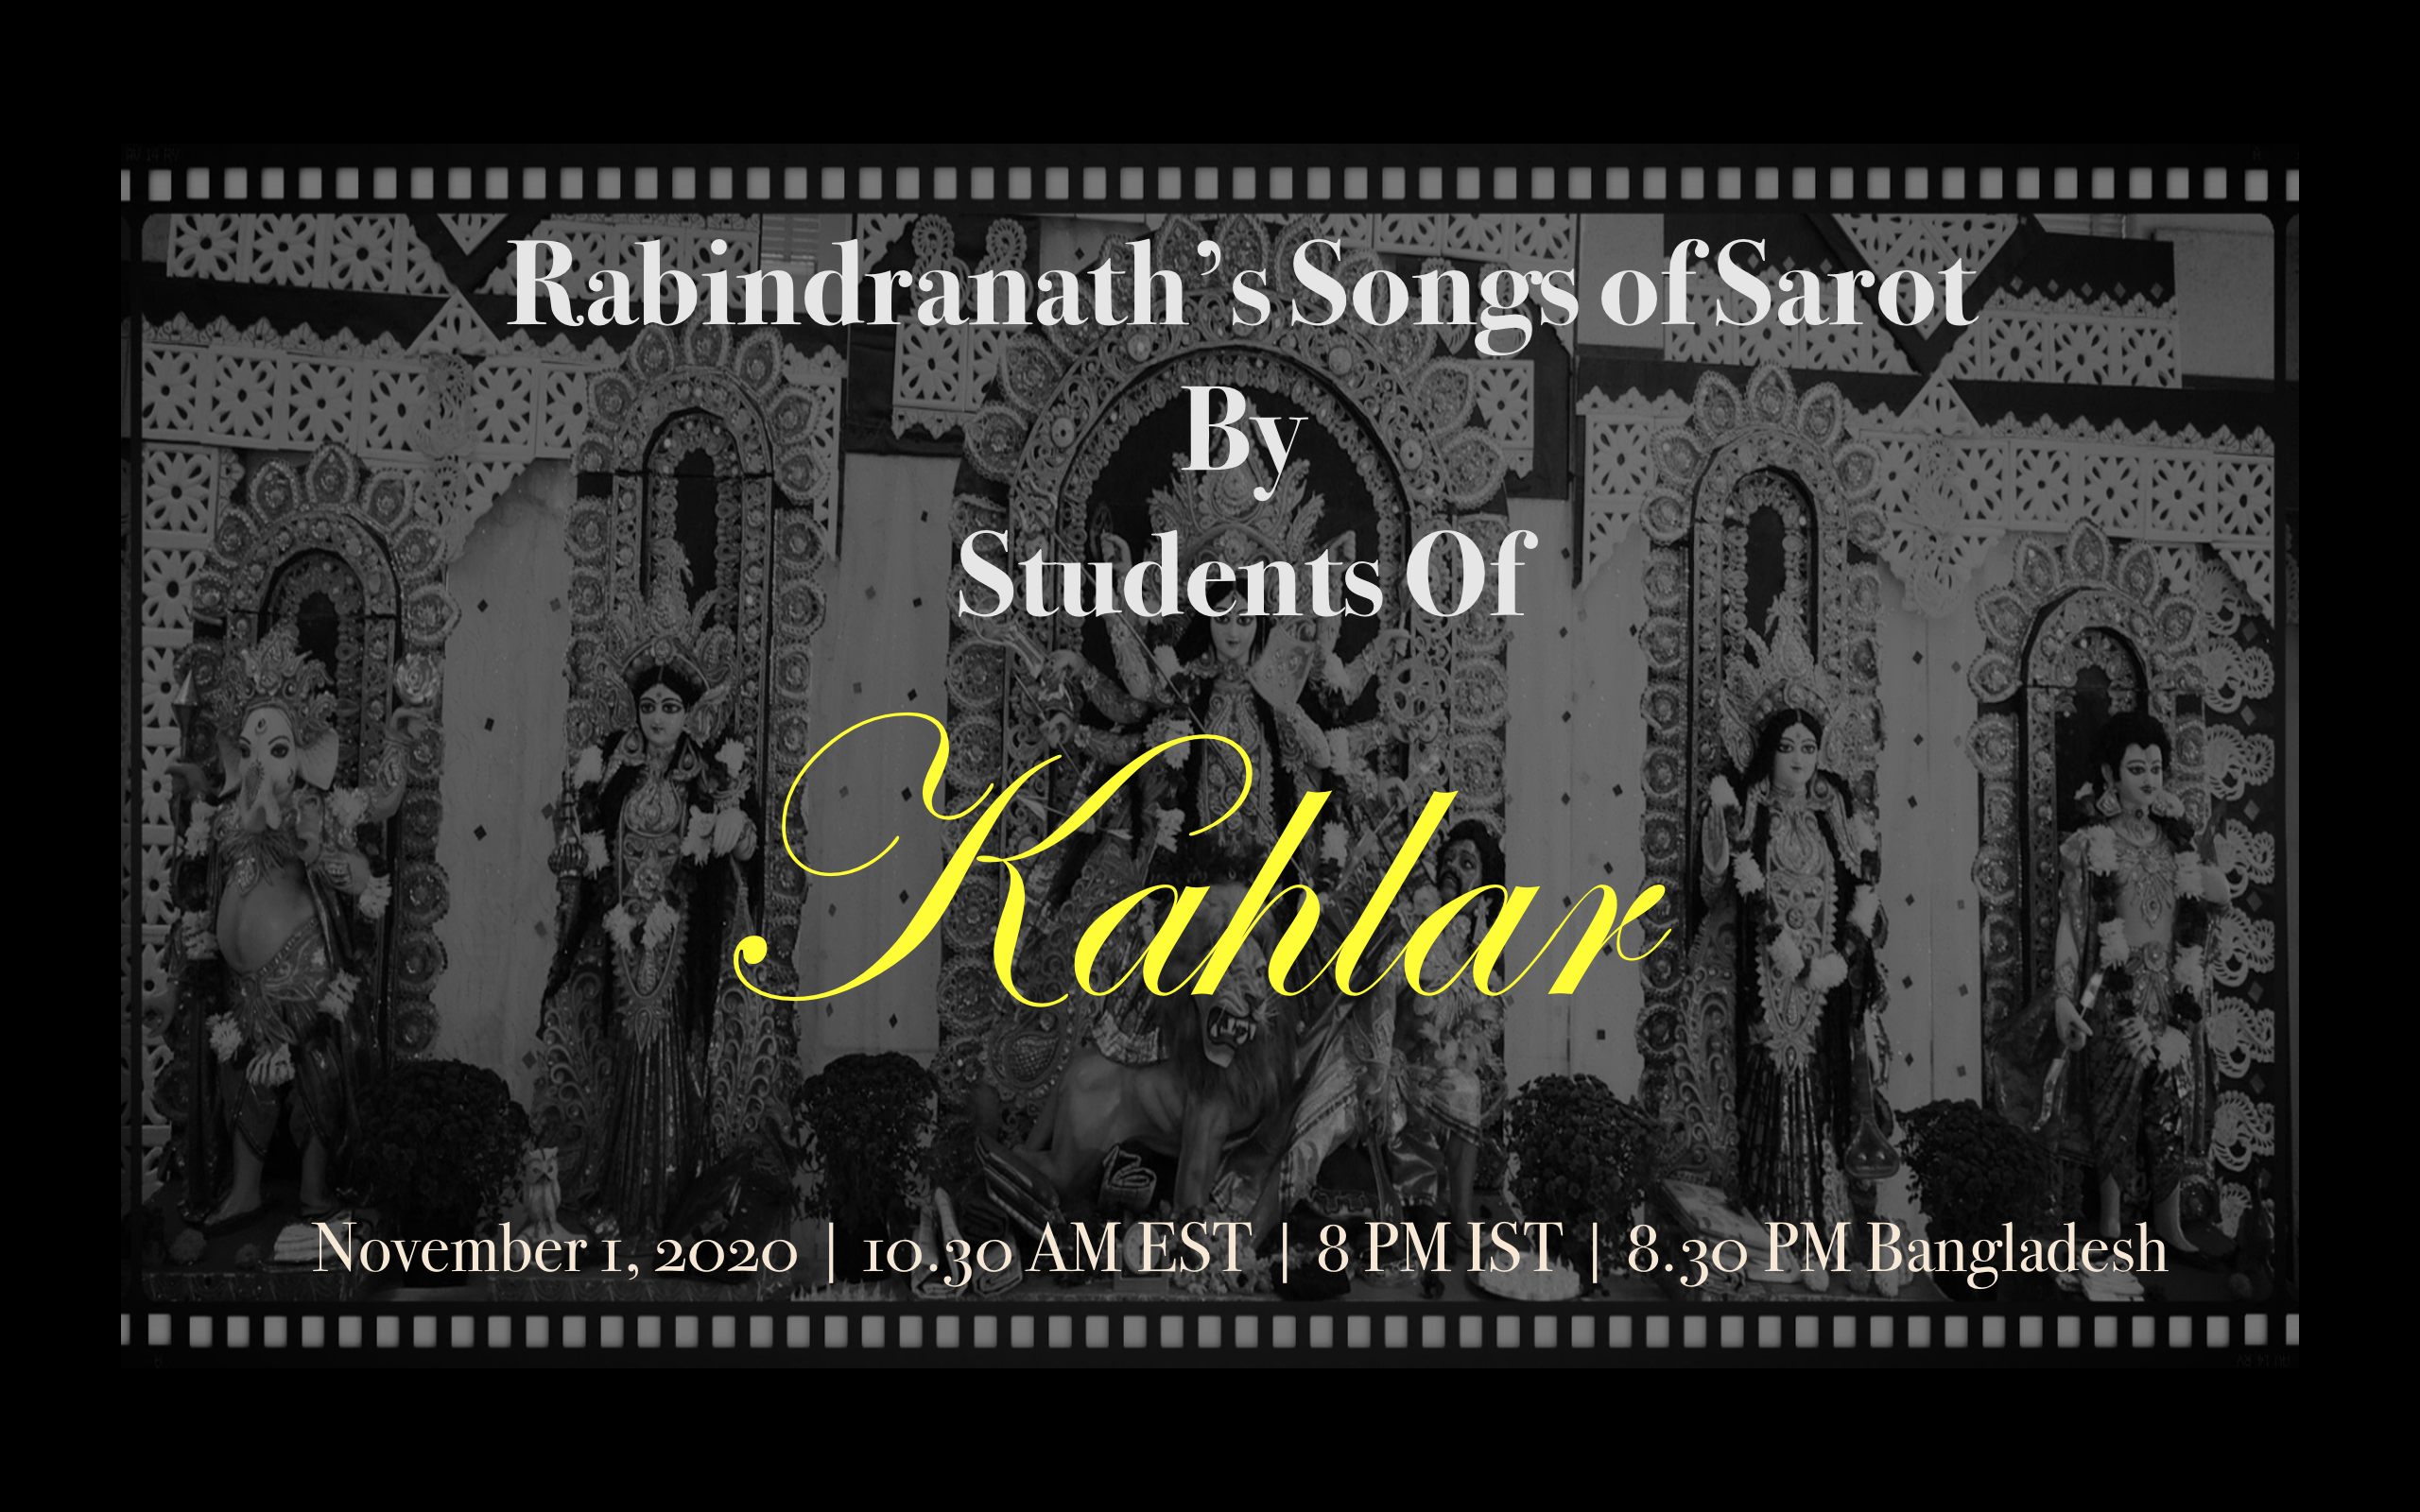 Rabindranath’s Songs of Sarot
By
Students Of
Kahlar
November 1, 2020 | 10.30 AM EST | 8 PM IST | 8.30 PM Bangladesh